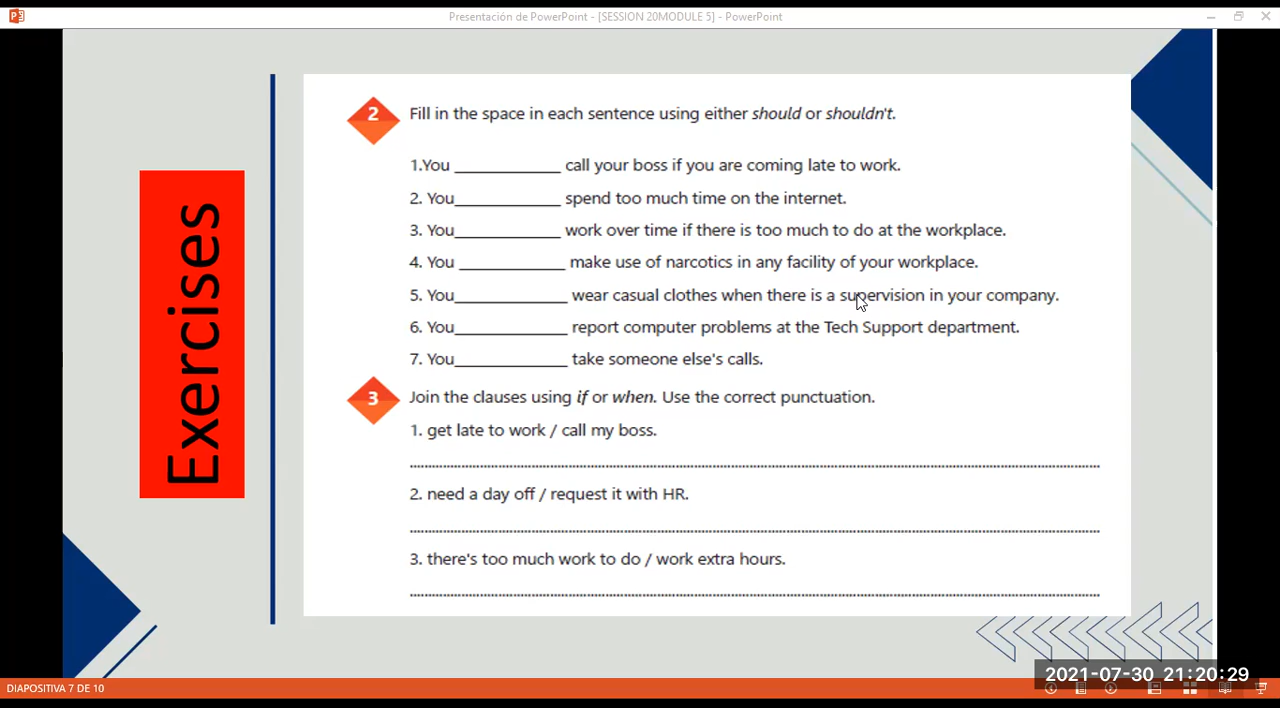 Presentación de PowerPoint - [SESSION 20MODULE 5] - PowerPoint
Exercises
2 Fill in the space in each sentence using either should or shouldn't.
1.You ____________ call your boss if you are coming late to work.
2. You____________ spend too much time on the internet.
3. You____________ work over time if there is too much to do at the workplace.
4. You ____________ make use of narcotics in any facility of your workplace.
5. You_____________ wear casual clothes when there is a supervision in your company.
6. You_____________ report computer problems at the Tech Support department.
7. You_____________ take someone else's calls.
3 Join the clauses using if or when. Use the correct punctuation.
1. get late to work / call my boss.
2. need a day off / request it with HR.
3. there's too much work to do / work extra hours.
2021-07-30 21:20:29
DIAPOSITIVA 7 DE 10